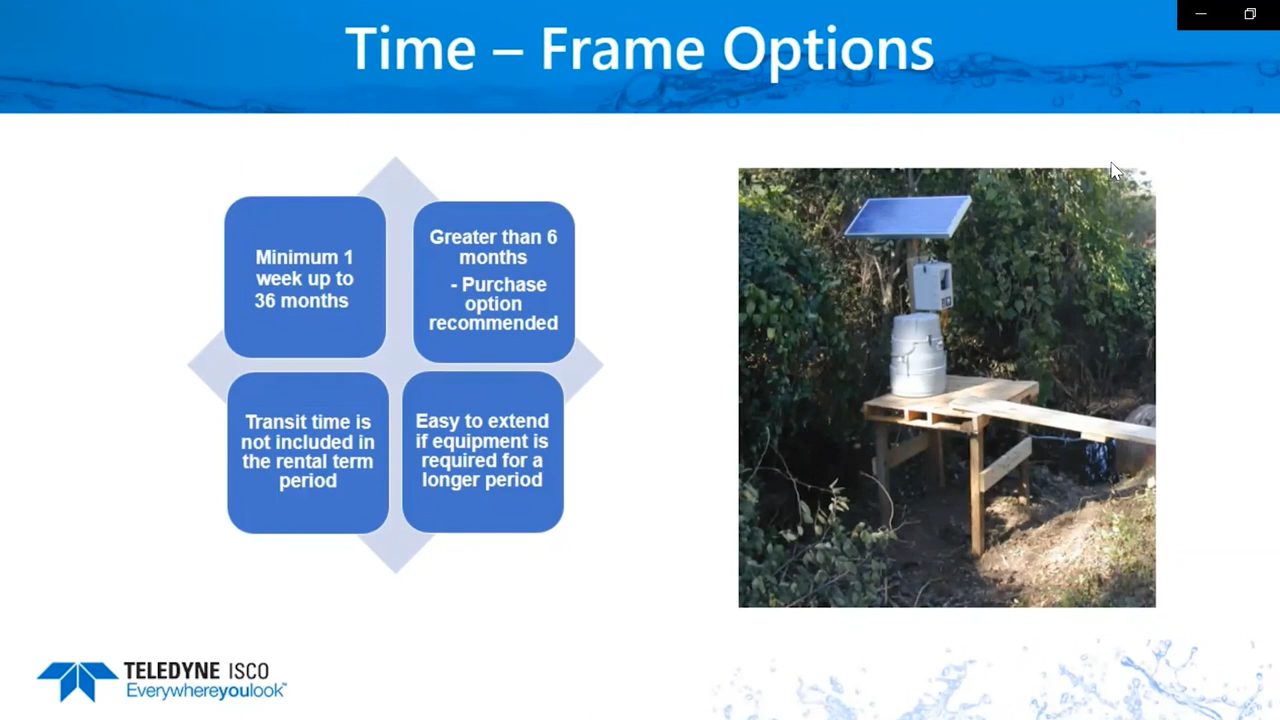 Time – Frame Options
Minimum 1
week up to
36 months
Greater than 6
months
- Purchase
option
recommended
Transit time is
not included in
the rental term
period
Easy to extend
if equipment is
required for a
longer period
TELEDYNE ISCO
Everywhereyoulook™